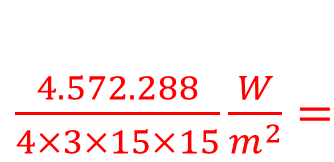 4.572.288 / 4×3×15×15 W / m² =